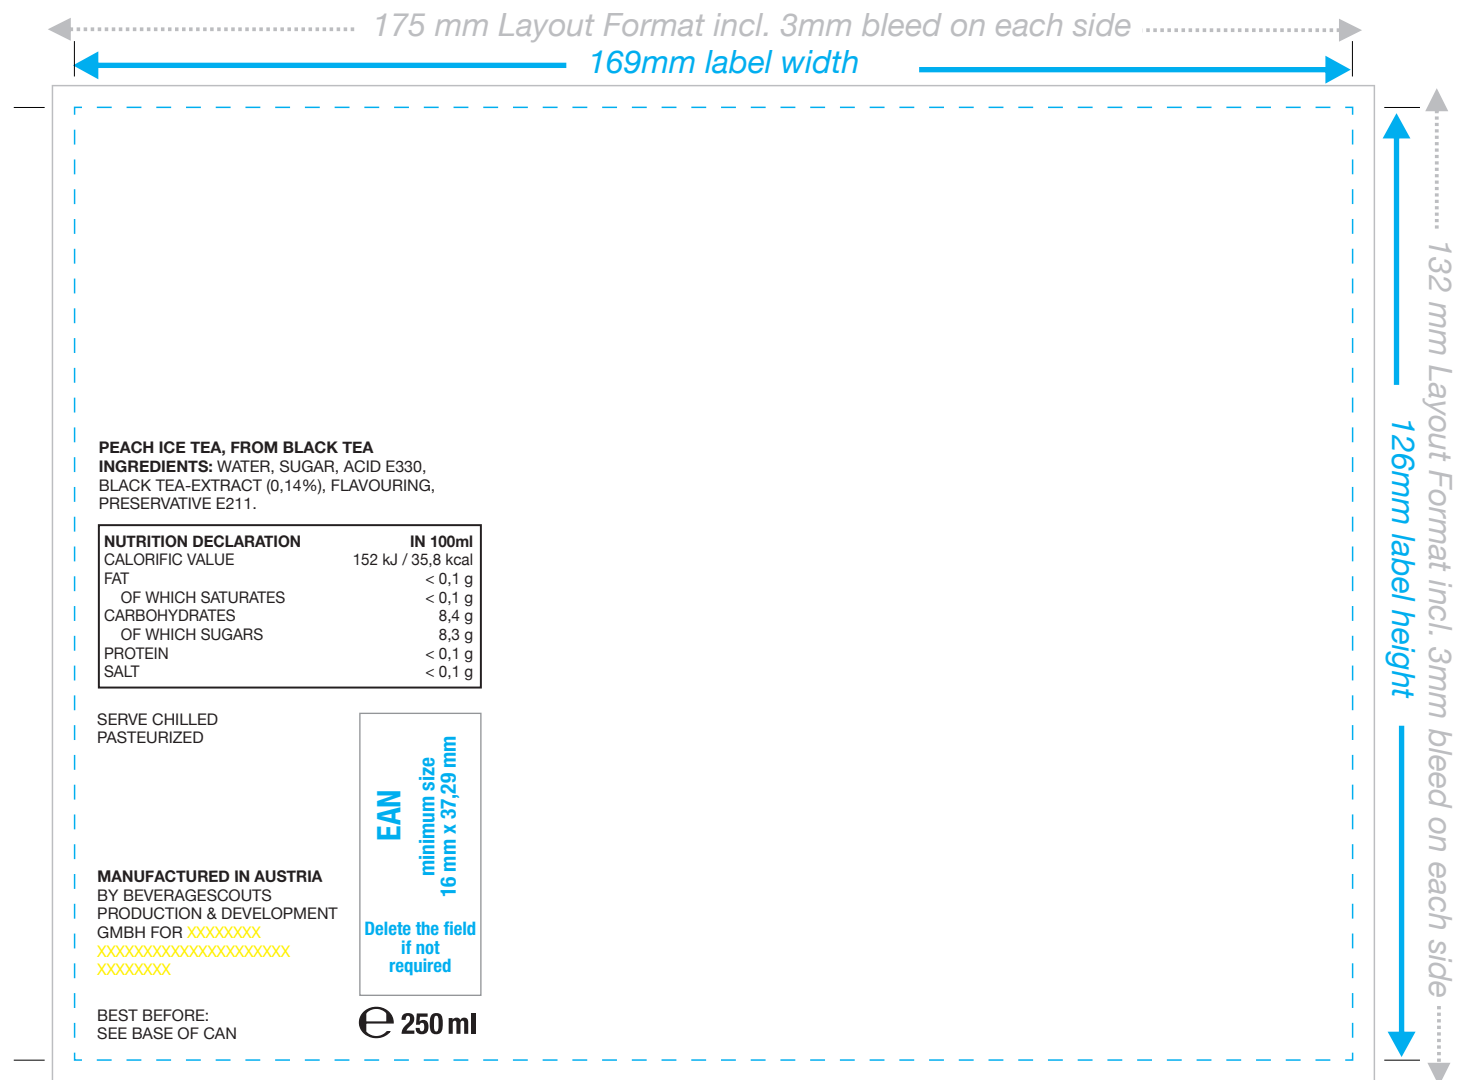 175 mm Layout Format incl. 3mm bleed on each side
169mm label width
132 mm Layout Format incl. 3mm bleed on each side
126mm label height
PEACH ICE TEA, FROM BLACK TEA
INGREDIENTS: WATER, SUGAR, ACID E330,
BLACK TEA-EXTRACT (0,14%), FLAVOURING,
PRESERVATIVE E211.
NUTRITION DECLARATION IN 100ml
CALORIFIC VALUE 152 kJ / 35,8 kcal
FAT < 0,1 g
OF WHICH SATURATES < 0,1 g
CARBOHYDRATES 8,4 g
OF WHICH SUGARS 8,3 g
PROTEIN < 0,1 g
SALT < 0,1 g
SERVE CHILLED
PASTEURIZED
EAN
minimum size
16 mm x 37,29 mm
Delete the field
if not
required
MANUFACTURED IN AUSTRIA
BY BEVERAGESCOUTS
PRODUCTION & DEVELOPMENT
GMBH FOR XXXXXXXX
XXXXXXXXXXXXXXXXXXXXX
XXXXXXXX
BEST BEFORE:
SEE BASE OF CAN
℮ 250 ml